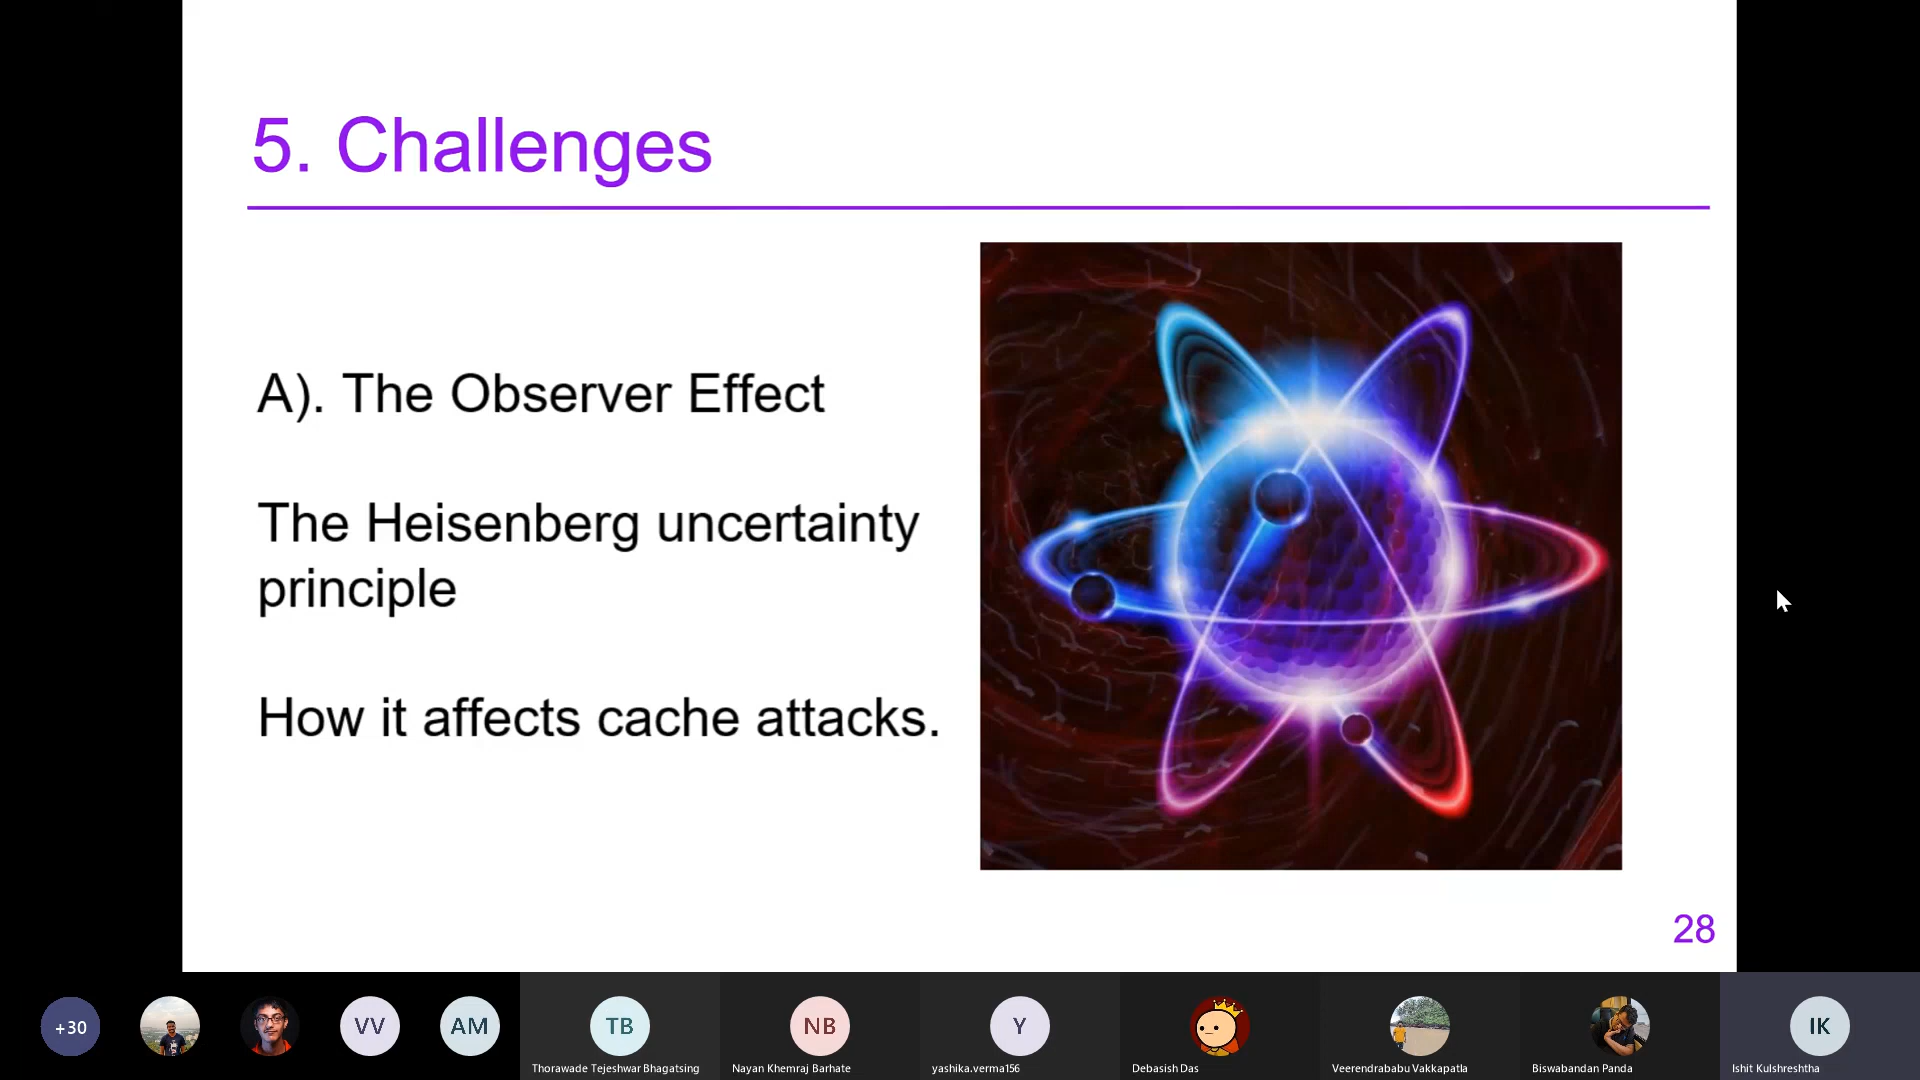 5. Challenges
A). The Observer Effect
The Heisenberg uncertainty
principle
How it affects cache attacks.
28
+30
VV
AM
TB
NB
Y
IK
Thorawade Tejeshwar Bhagatsing
Nayan Khemraj Barhate
yashika.verma156
Debasish Das
Veerendrababu Vakkapatla
Biswabandan Panda
Ishit Kulshreshtha